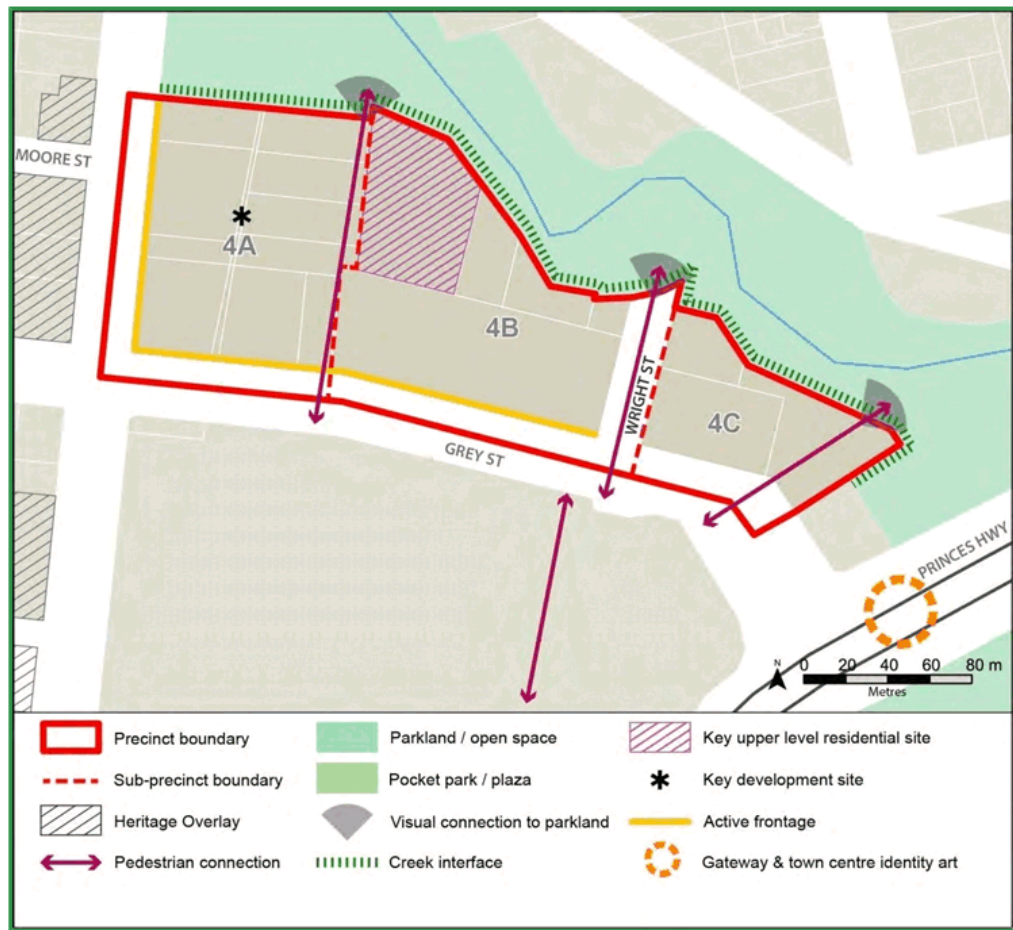 MOORE ST
4A
4B
WRIGHT ST
4C
GREY ST
PRINCES HWY
N
0 20 40 60 80 m
Metres
Precinct boundary
Parkland / open space
Key upper level residential site
Sub-precinct boundary
Pocket park / plaza
Key development site
Heritage Overlay
Visual connection to parkland
Active frontage
Pedestrian connection
Creek interface
Gateway & town centre identity art